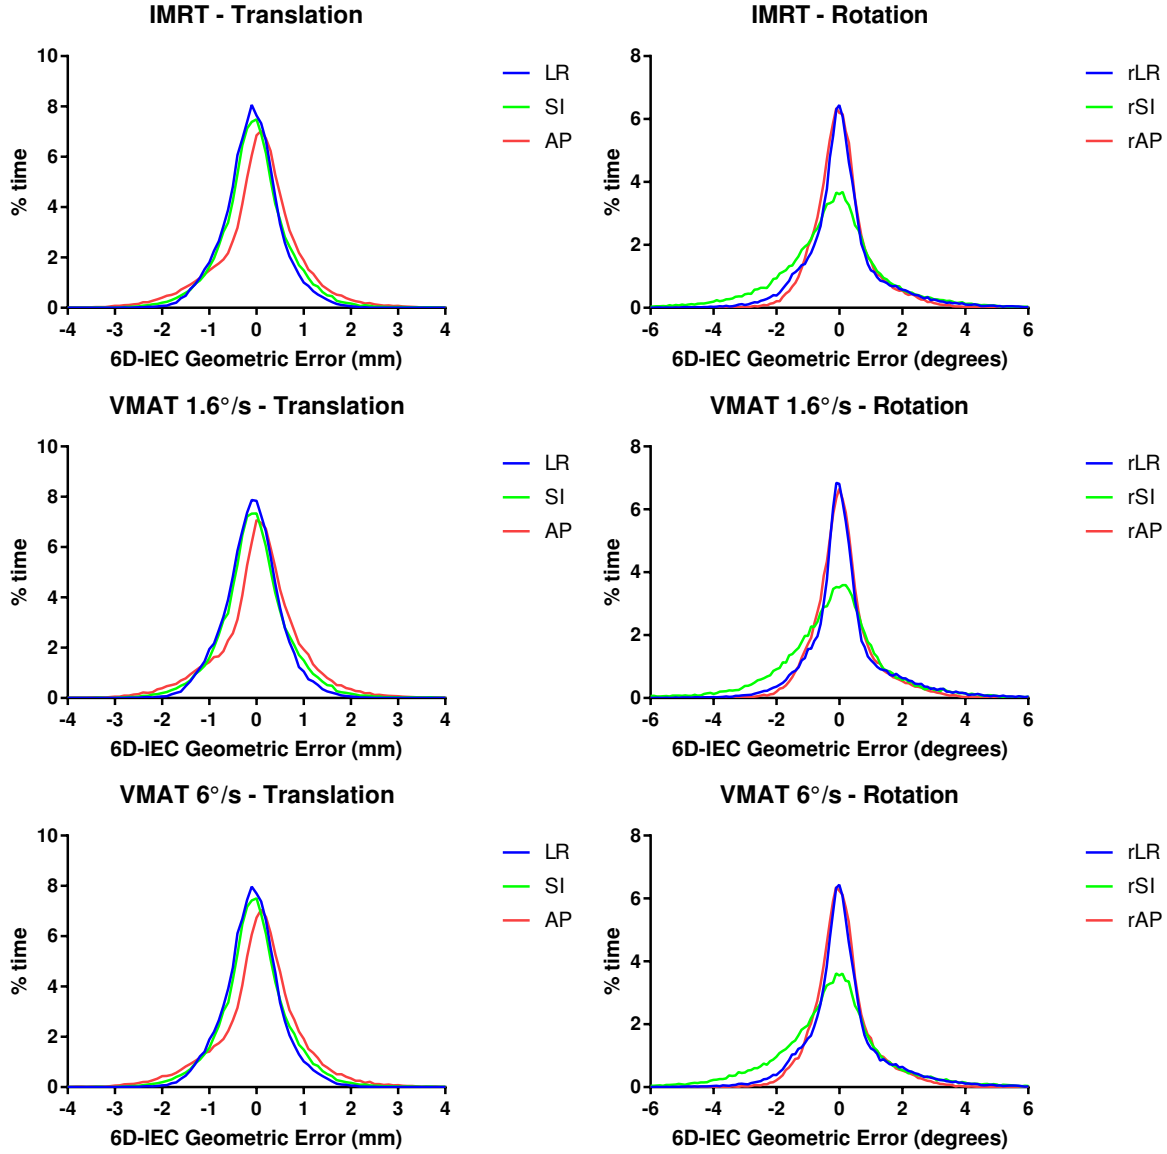 IMRT - Translation
10
8
6
4
2
0
% time
-4 -3 -2 -1 0 1 2 3 4
6D-IEC Geometric Error (mm)
LR
SI
AP
IMRT - Rotation
8
6
4
2
0
% time
-6 -4 -2 0 2 4 6
6D-IEC Geometric Error (degrees)
rLR
rSI
rAP
VMAT 1.6°/s - Translation
10
8
6
4
2
0
% time
-4 -3 -2 -1 0 1 2 3 4
6D-IEC Geometric Error (mm)
LR
SI
AP
VMAT 1.6°/s - Rotation
8
6
4
2
0
% time
-6 -4 -2 0 2 4 6
6D-IEC Geometric Error (degrees)
rLR
rSI
rAP
VMAT 6°/s - Translation
10
8
6
4
2
0
% time
-4 -3 -2 -1 0 1 2 3 4
6D-IEC Geometric Error (mm)
LR
SI
AP
VMAT 6°/s - Rotation
8
6
4
2
0
% time
-6 -4 -2 0 2 4 6
6D-IEC Geometric Error (degrees)
rLR
rSI
rAP